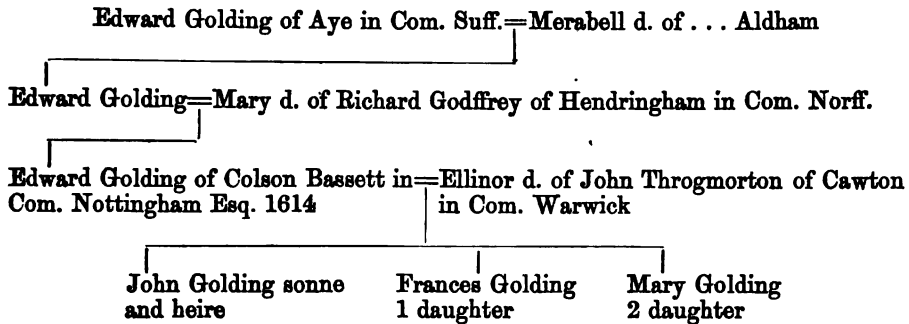 Edward Golding of Aye in Com. Suff.=Merabell d. of ... Aldham
Edward Golding=Mary d. of Richard Godffrey of Hendringham in Com. Norff.
Edward Golding of Colson Bassett in=Ellinor d. of John Throgmorton of Cawton
Com. Nottingham Esq. 1614 in Com. Warwick
John Golding sonne Frances Golding Mary Golding
and heire 1 daughter 2 daughter